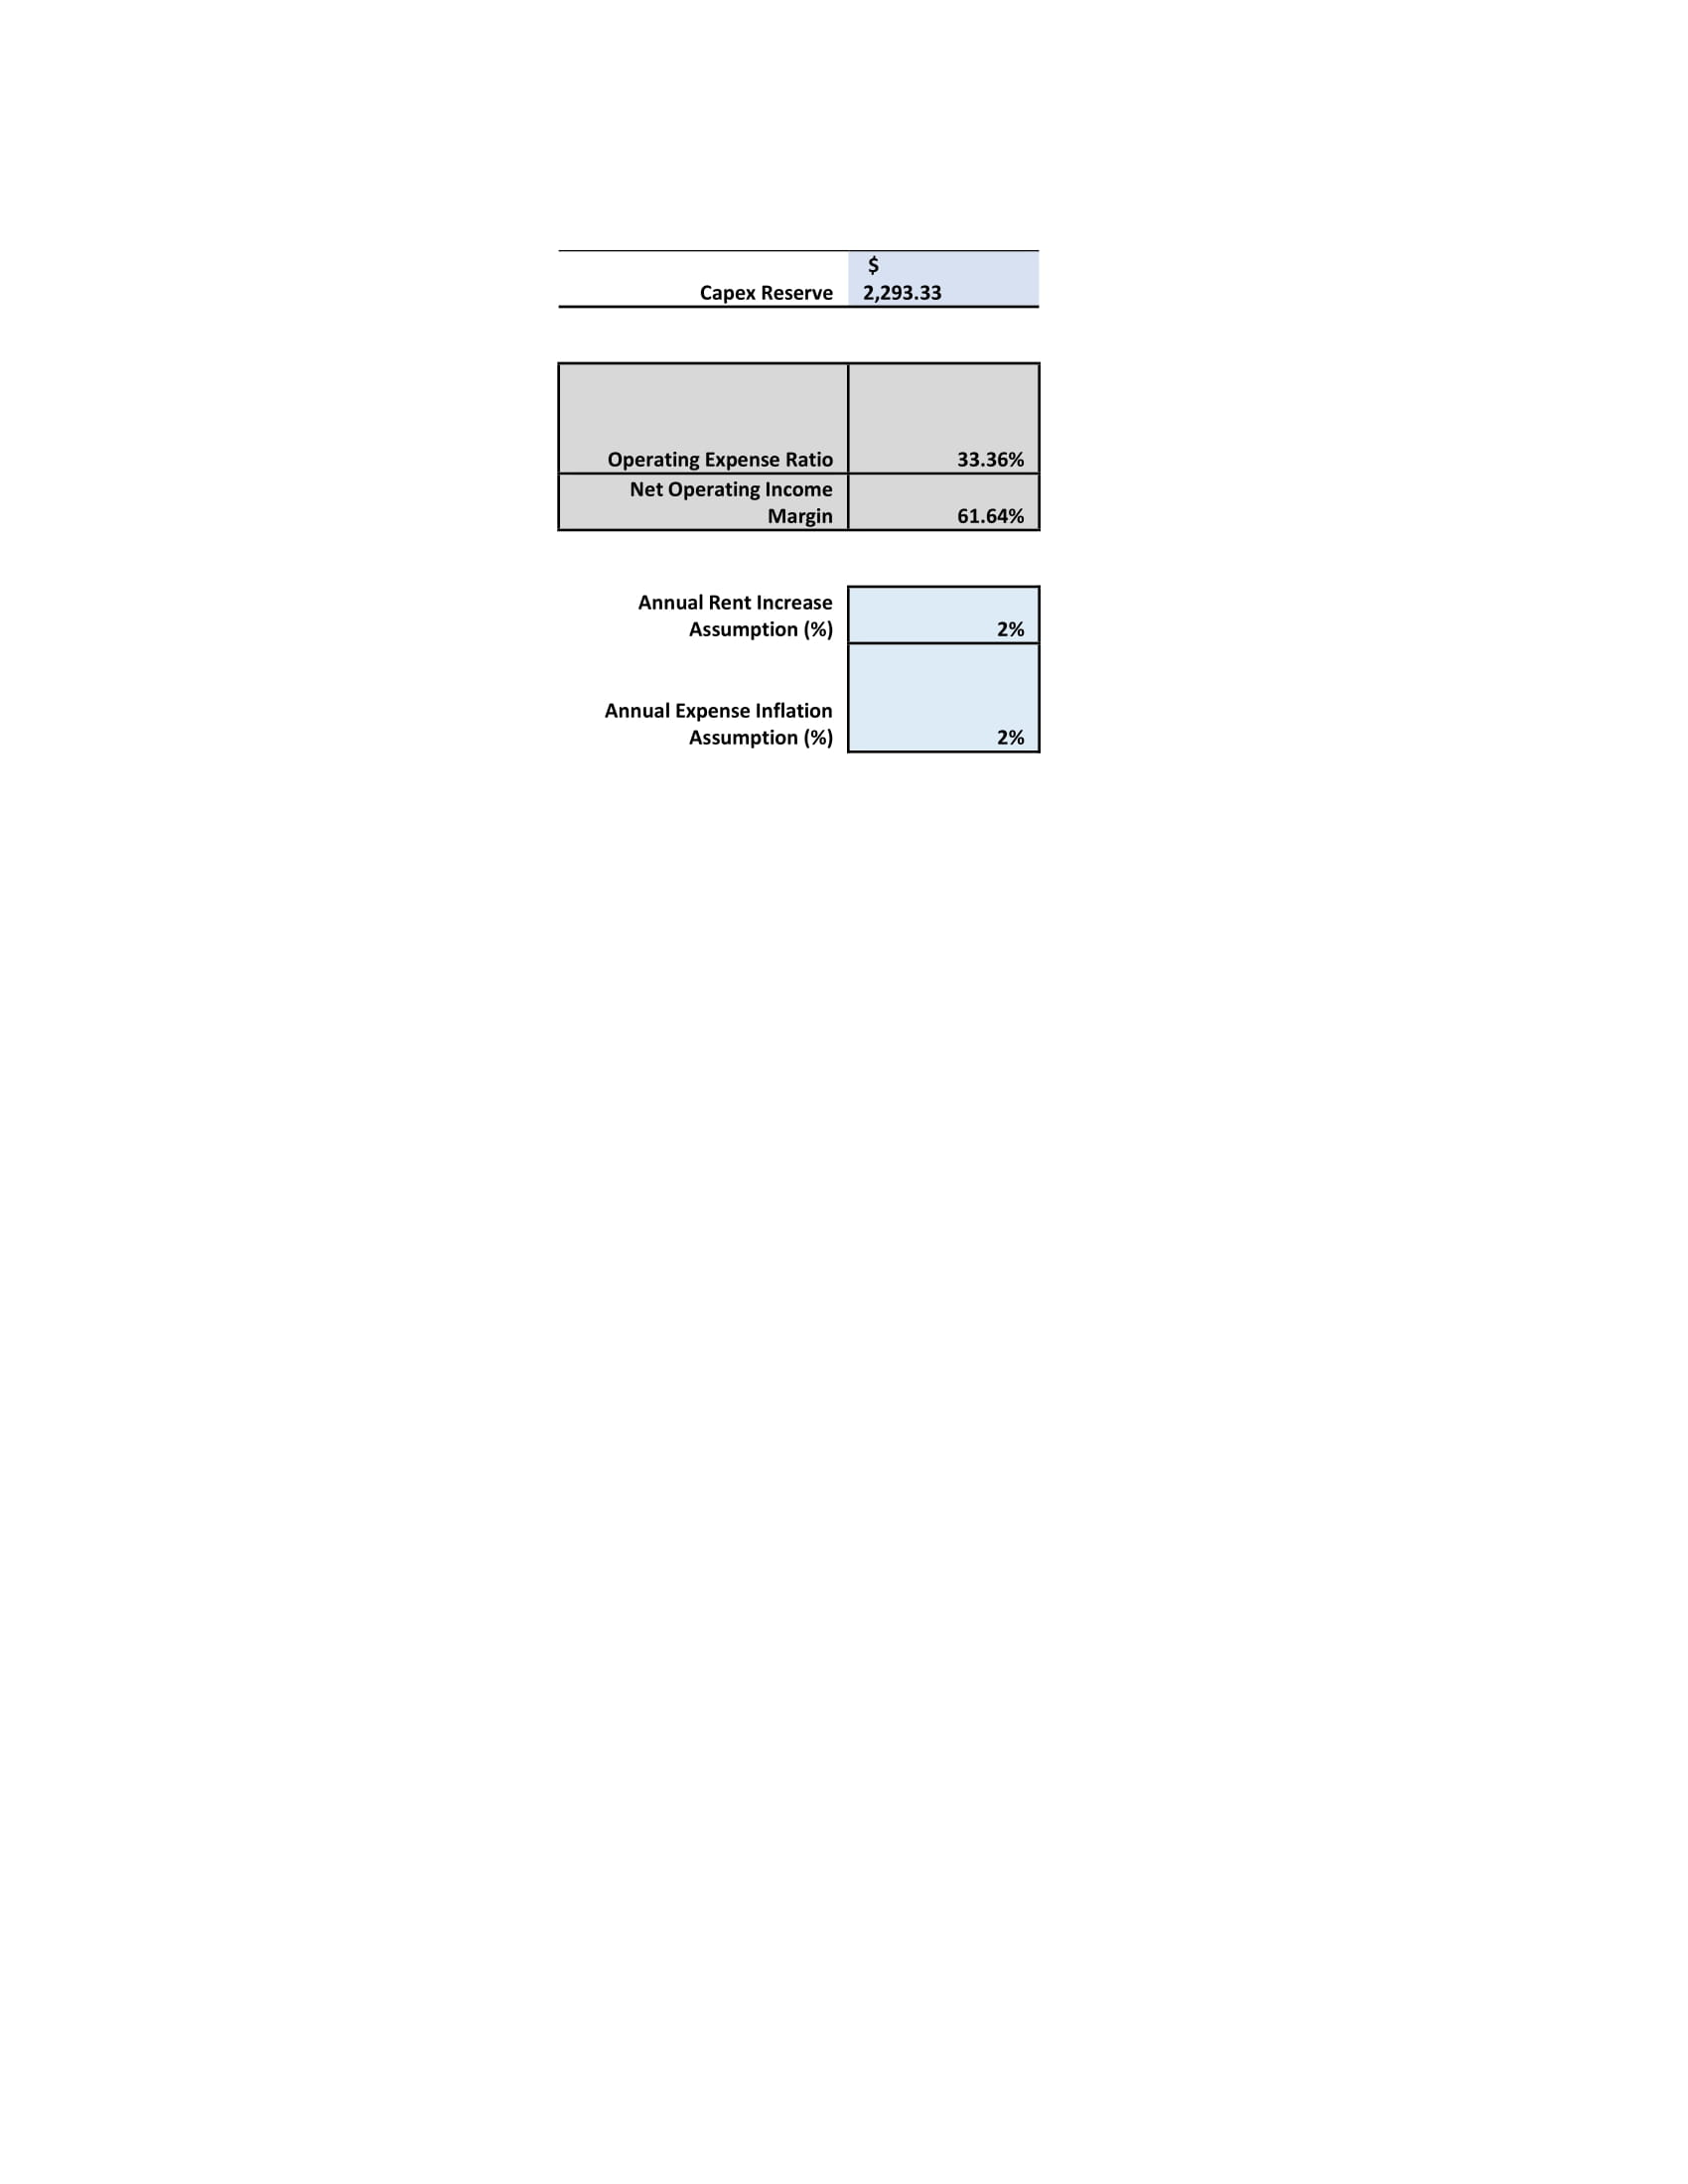 $
Capex Reserve 2,293.33
Operating Expense Ratio 33.36%
Net Operating Income
Margin 61.64%
Annual Rent Increase
Assumption (%) 2%
Annual Expense Inflation
Assumption (%) 2%